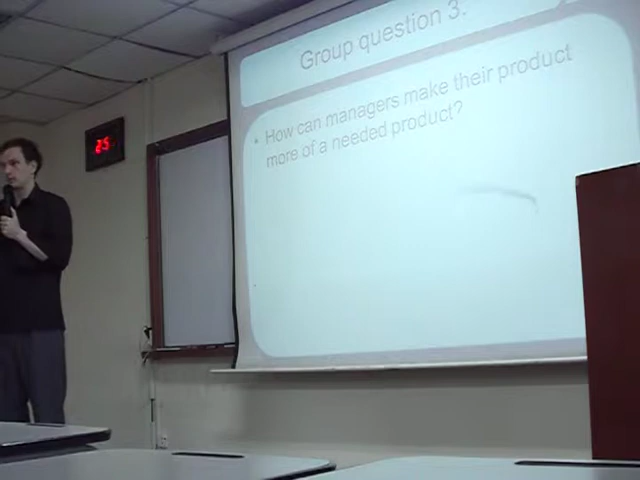 Group question 3.
• How can managers make their product
more of a needed product?
25